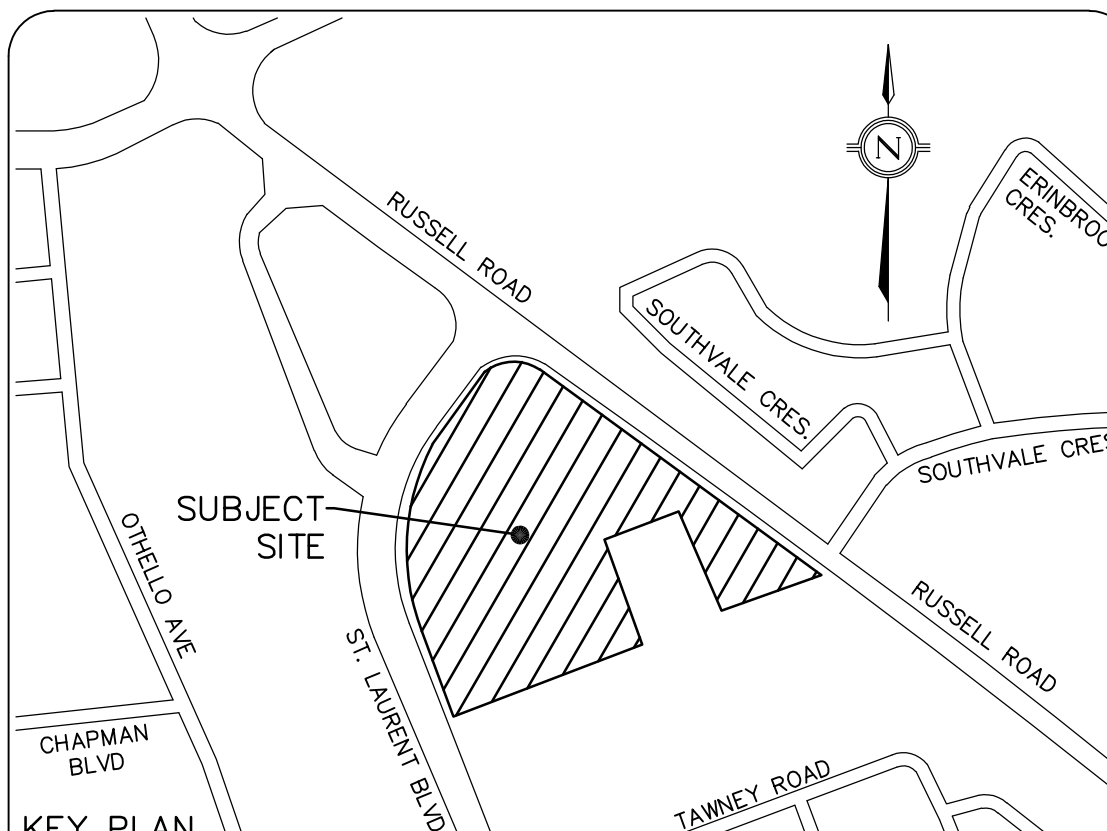 N
ERINBROO
CRES.
RUSSELL ROAD
SOUTHVALE CRES.
SOUTHVALE CRES
SUBJECT
SITE
OTHELLO AVE
RUSSELL ROAD
ST. LAURENT BLVD
CHAPMAN
BLVD
TAWNEY ROAD
KEY PLAN